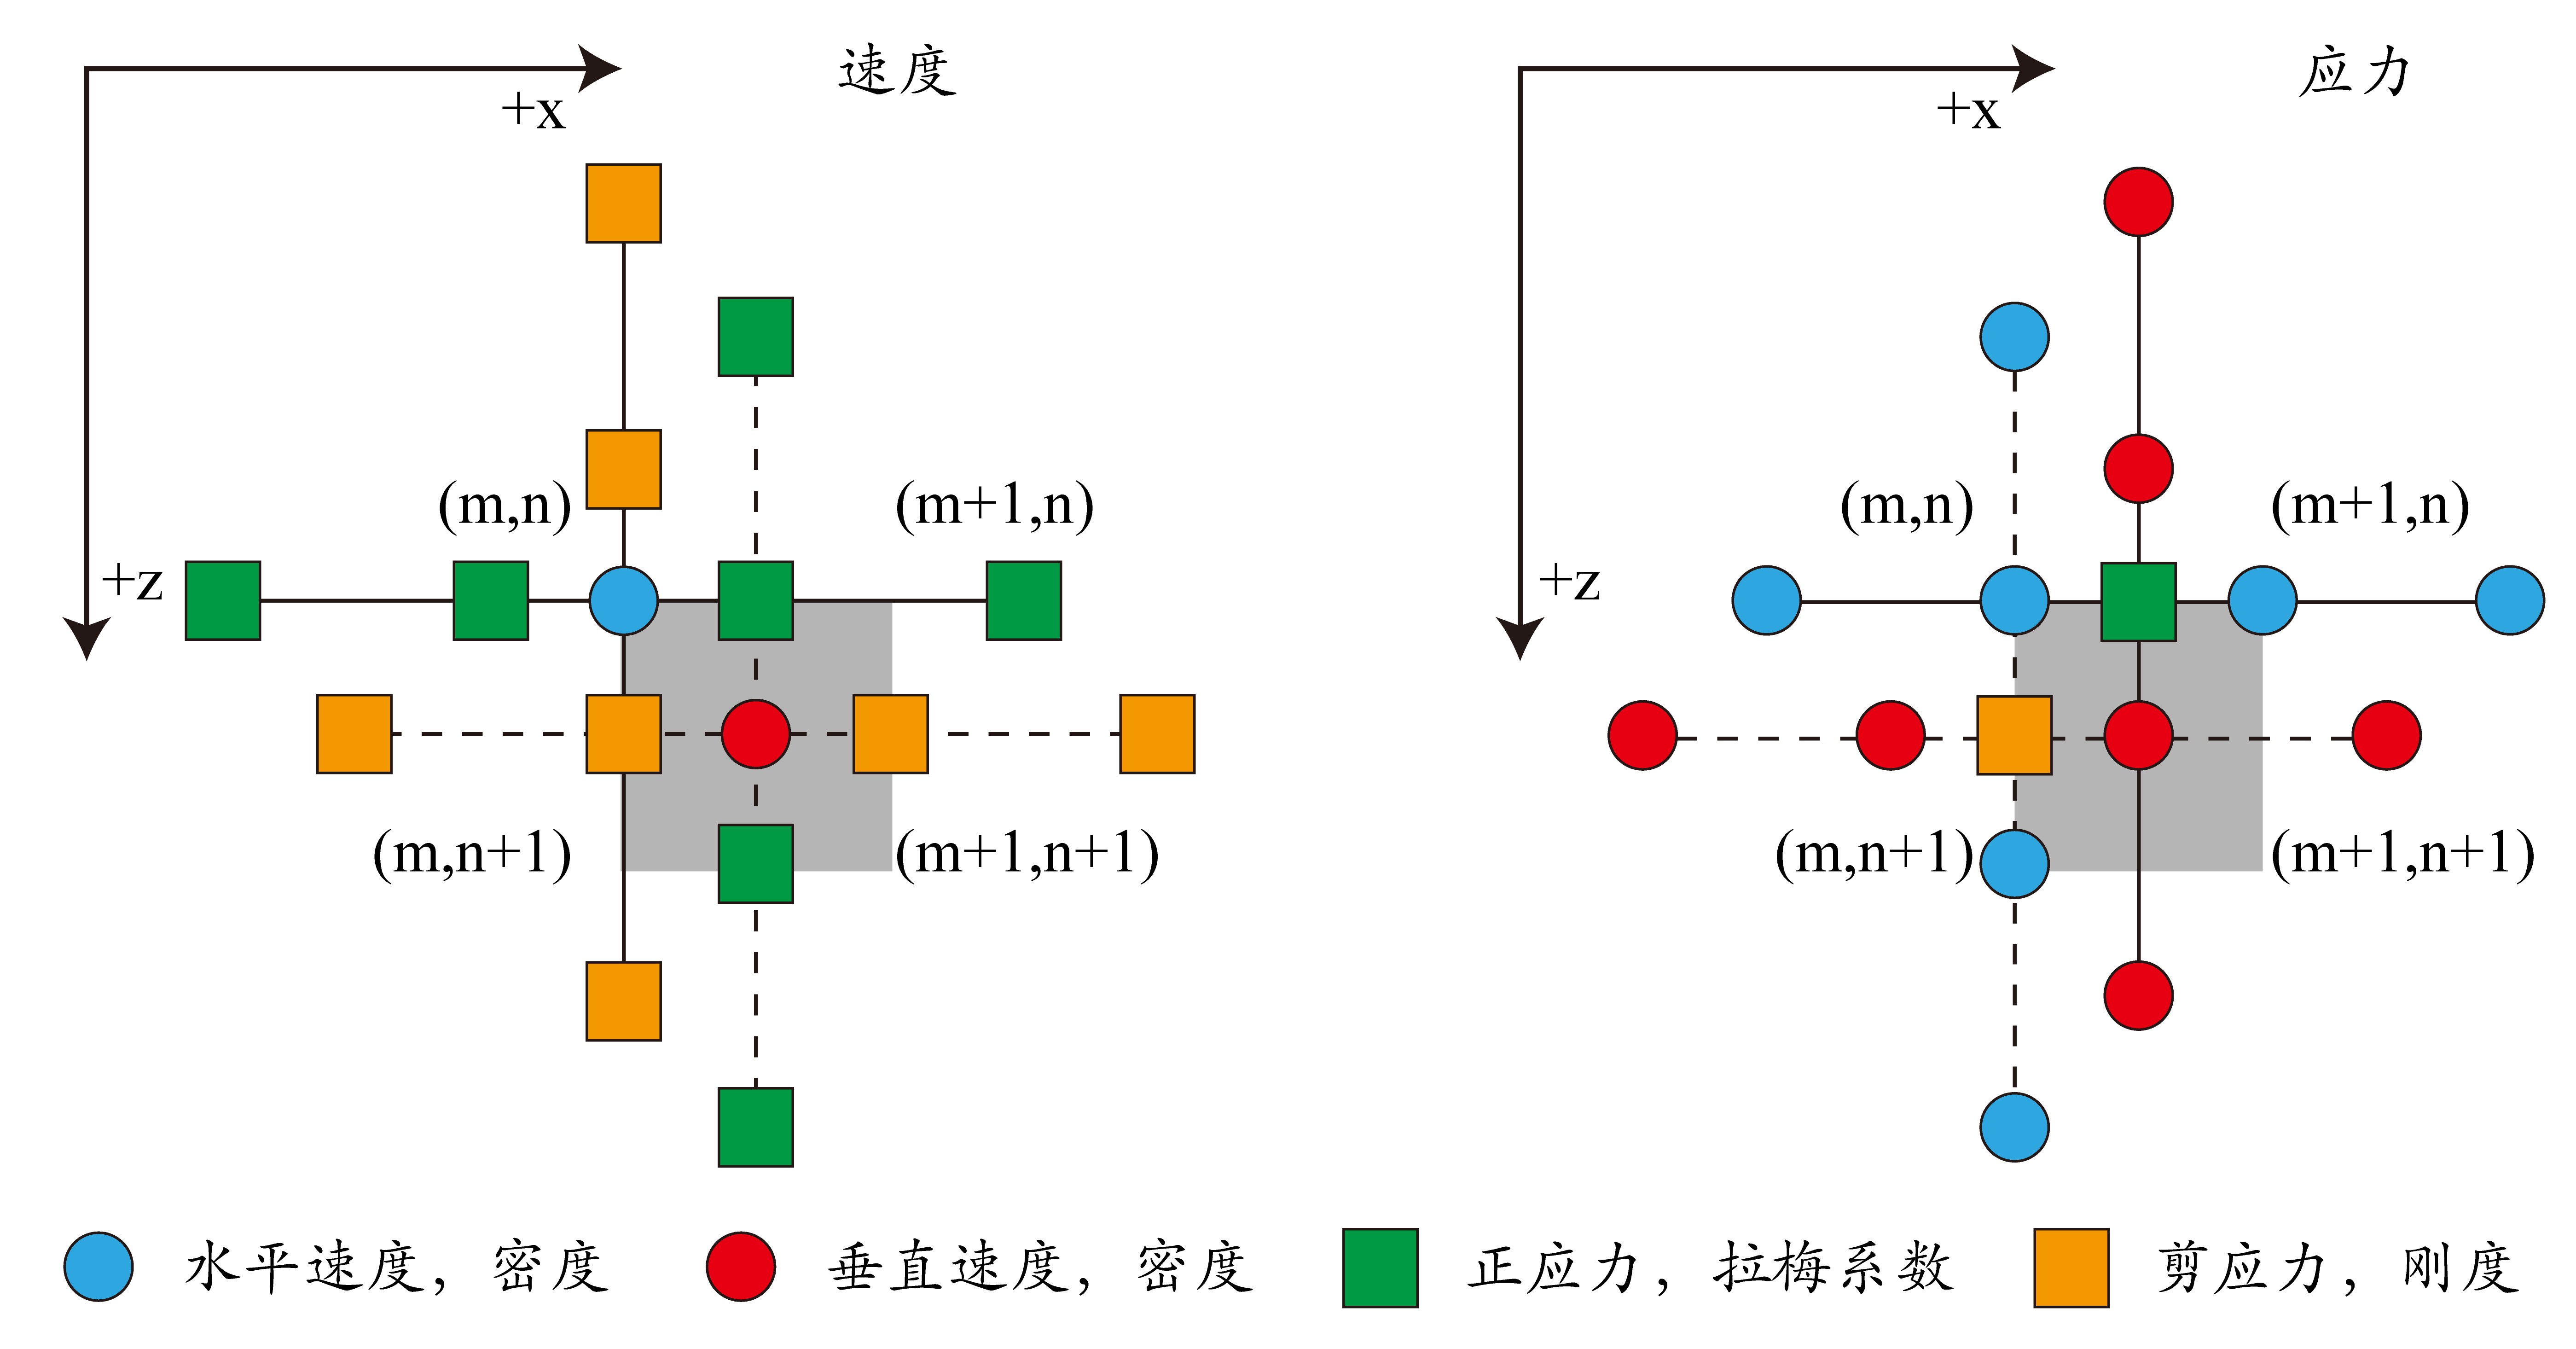 速度
+x
(m,n)
(m+1,n)
+z
(m,n+1)
(m+1,n+1)
应力
+x
(m,n)
(m+1,n)
+z
(m,n+1)
(m+1,n+1)
水平速度，密度
垂直速度，密度
正应力，拉梅系数
剪应力，刚度